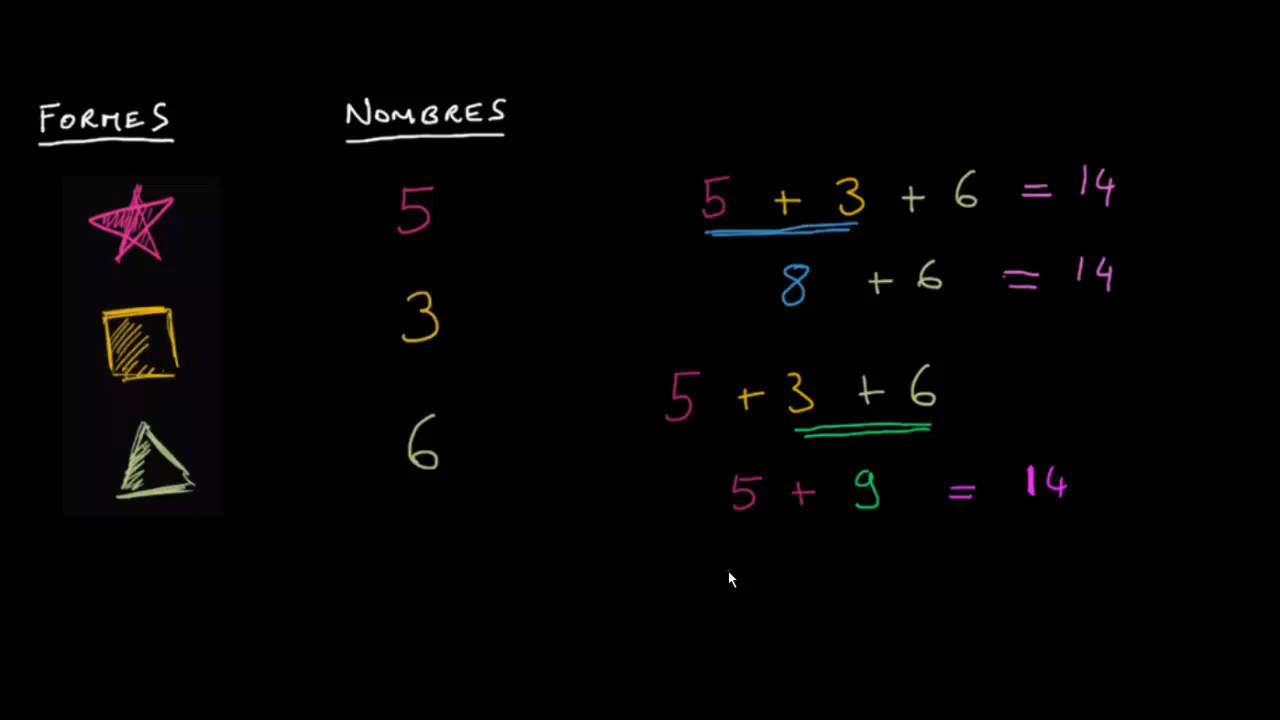 FORMES
NOMBRES
5
3
6
5 + 3 + 6 = 14
8 + 6 = 14
5 + 3 + 6
5 + 9 = 14